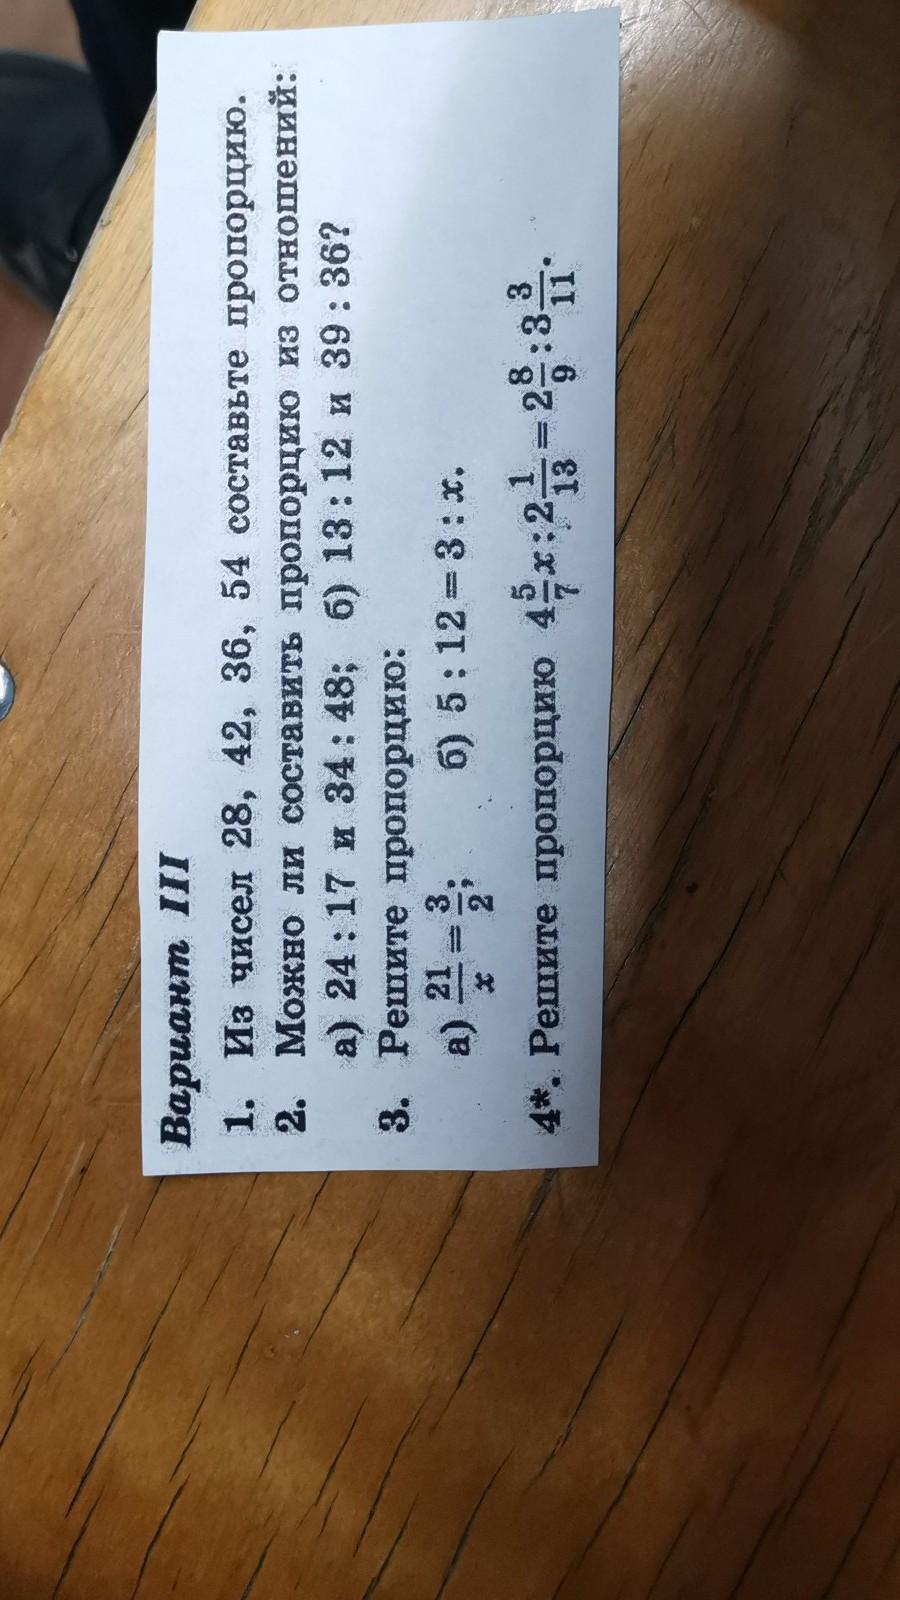 Вариант III
1. Из чисел 28, 42, 36, 54 составьте пропорцию.
2. Можно ли составить пропорцию из отношений:
а) 24 : 17 и 34 : 48; б) 13 : 12 и 39 : 36?
3. Решите пропорцию:
а) 21/x = 3/2; б) 5 : 12 = 3 : x.
4*. Решите пропорцию 4 5/7 x : 2 1/13 = 2 8/9 : 3 3/11.